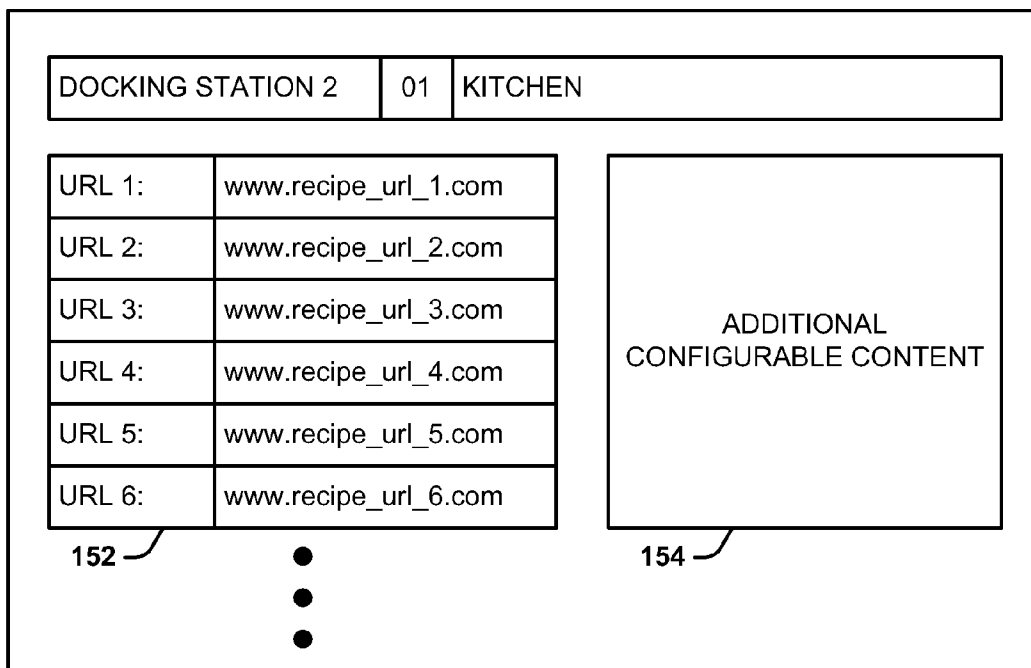 DOCKING STATION 2 01 KITCHEN
URL 1: www.recipe_url_1.com
URL 2: www.recipe_url_2.com
URL 3: www.recipe_url_3.com
URL 4: www.recipe_url_4.com
URL 5: www.recipe_url_5.com
URL 6: www.recipe_url_6.com
152
ADDITIONAL
CONFIGURABLE CONTENT
154